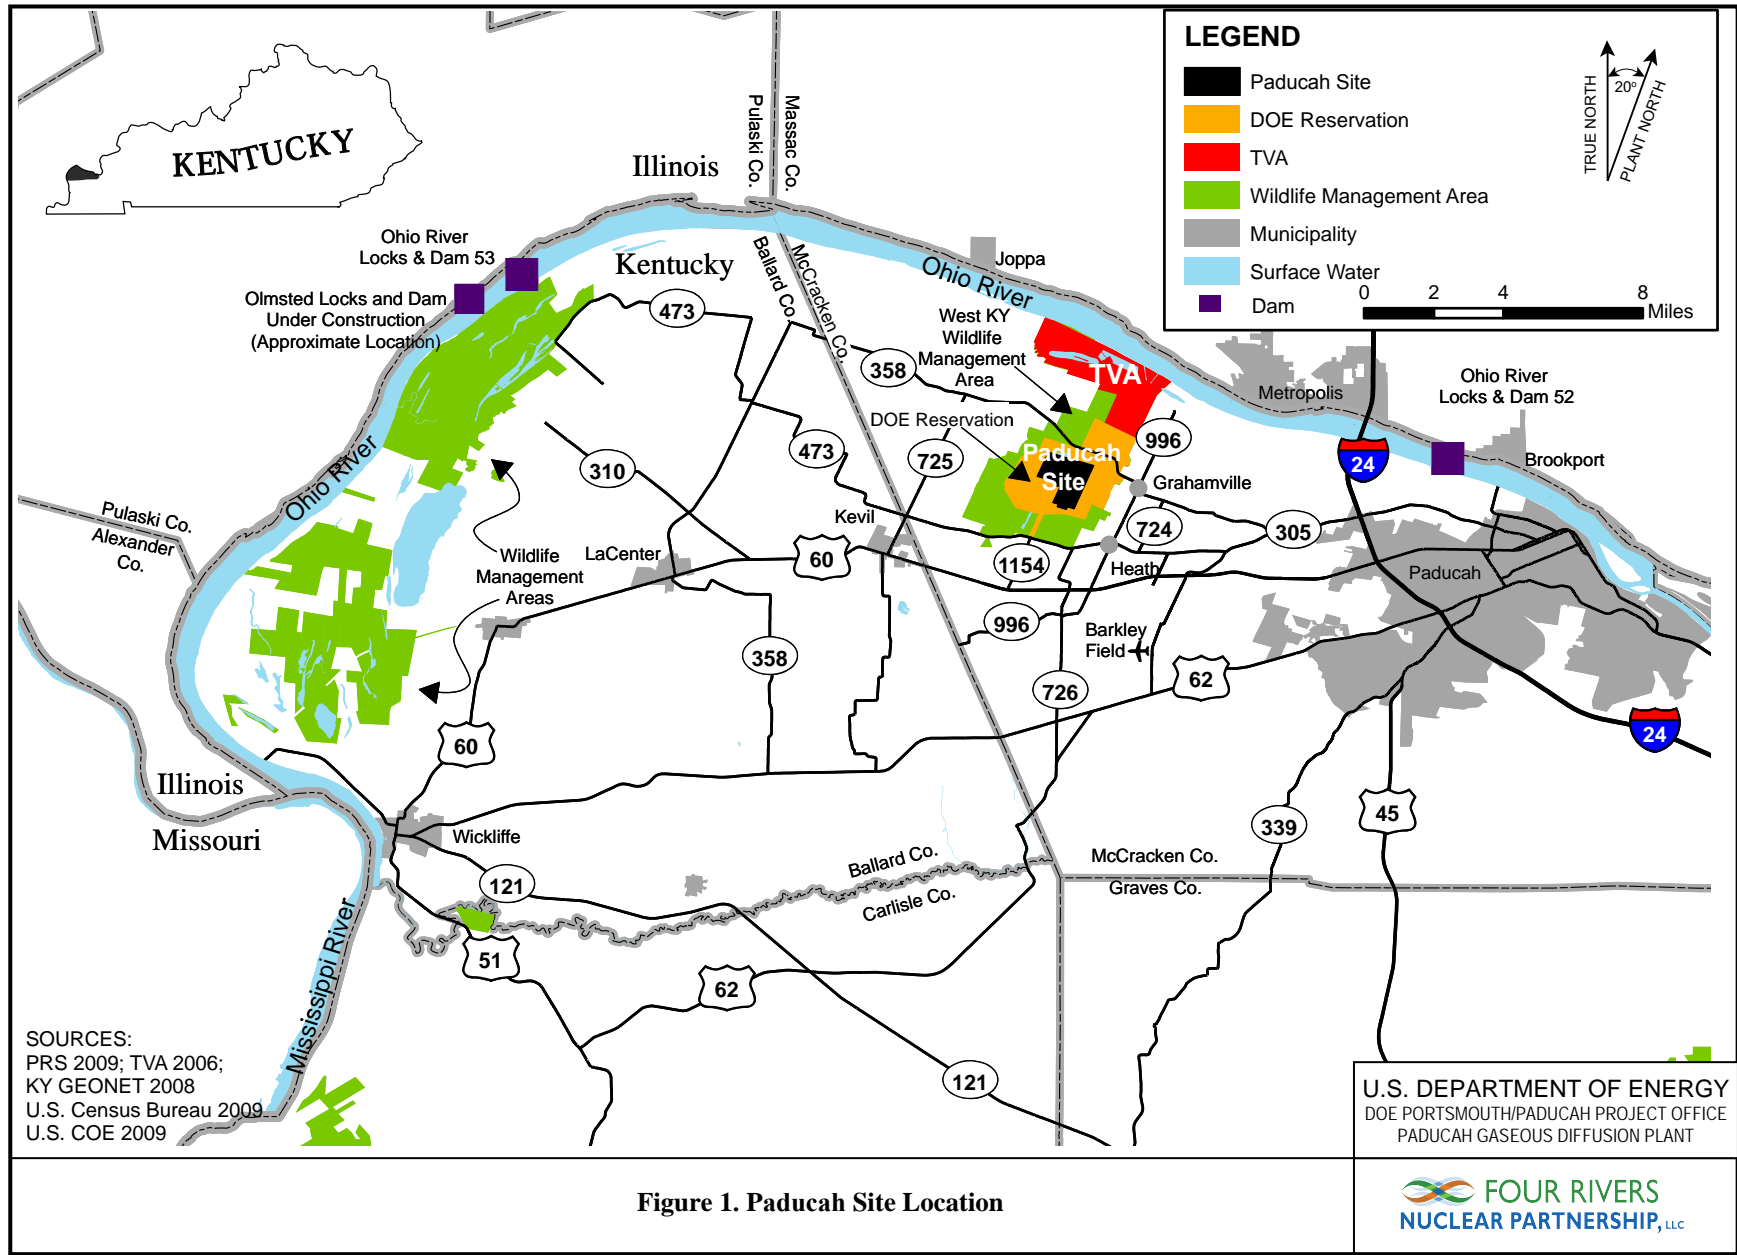 LEGEND
Paducah Site
DOE Reservation
TVA
Wildlife Management Area
Municipality
Surface Water
Dam
TRUE NORTH
20°
PLANT NORTH
0 2 4 8 Miles
KENTUCKY
Illinois
Pulaski Co.
Massac Co.
Ohio River
Locks & Dam 53
Kentucky
Ballard Co.
McCracken Co.
Ohio River
Joppa
Olmsted Locks and Dam
Under Construction
(Approximate Location)
473
West KY
Wildlife
Management
Area
358
TVA
Metropolis
Ohio River
Locks & Dam 52
DOE Reservation
Ohio River
310
473
725
996
Paducah
Site
24
Brookport
Grahamville
Pulaski Co.
Alexander
Co.
Kevil
724
305
Wildlife
Management
Areas
LaCenter
60
1154
Heath
Paducah
996
Barkley
Field
358
726
62
60
24
Illinois
Missouri
Wickliffe
339
45
Ballard Co.
Carlisle Co.
McCracken Co.
Graves Co.
121
Mississippi River
51
62
121
SOURCES:
PRS 2009; TVA 2006;
KY GEONET 2008
U.S. Census Bureau 2009
U.S. COE 2009
U.S. DEPARTMENT OF ENERGY
DOE PORTSMOUTH/PADUCAH PROJECT OFFICE
PADUCAH GASEOUS DIFFUSION PLANT
Figure 1. Paducah Site Location
FOUR RIVERS
NUCLEAR PARTNERSHIP, LLC